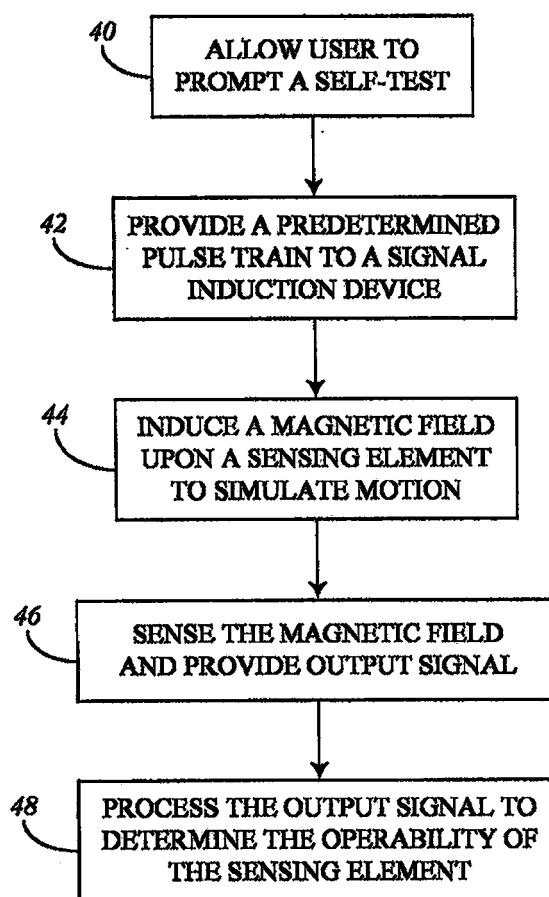 40
ALLOW USER TO
PROMPT A SELF-TEST
42
PROVIDE A PREDETERMINED
PULSE TRAIN TO A SIGNAL
INDUCTION DEVICE
44
INDUCE A MAGNETIC FIELD
UPON A SENSING ELEMENT
TO SIMULATE MOTION
46
SENSE THE MAGNETIC FIELD
AND PROVIDE OUTPUT SIGNAL
48
PROCESS THE OUTPUT SIGNAL TO
DETERMINE THE OPERABILITY OF
THE SENSING ELEMENT